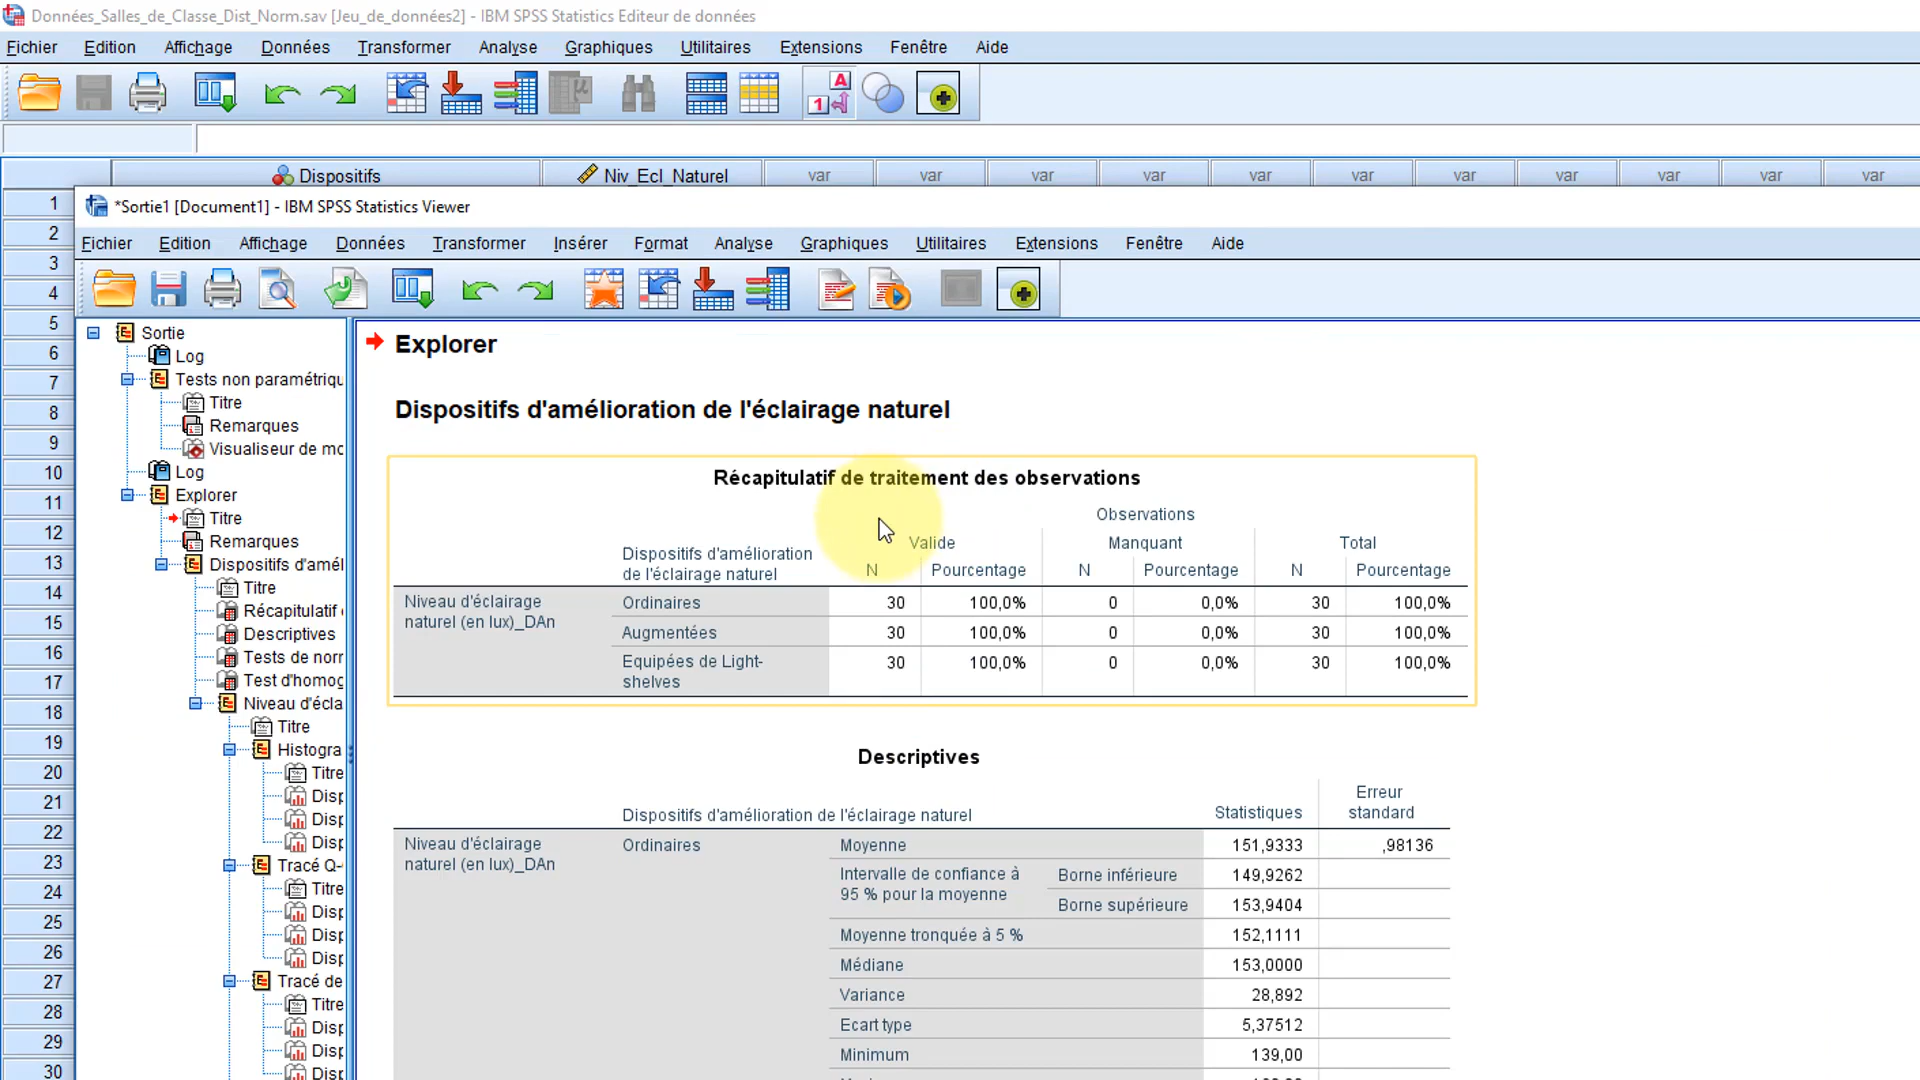 Données_Salles_de_Classe_Dist_Norm.sav [Jeu_de_données2] - IBM SPSS Statistics Editeur de données
Fichier Edition Affichage Données Transformer Analyse Graphiques Utilitaires Extensions Fenêtre Aide
Dispositifs Niv_Ecl_Naturel var var var var var var var var var var var
1
2
3
4
5
6
7
8
9
10
11
12
13
14
15
16
17
18
19
20
21
22
23
24
25
26
27
28
29
30
*Sortie1 [Document1] - IBM SPSS Statistics Viewer
Fichier Edition Affichage Données Transformer Insérer Format Analyse Graphiques Utilitaires Extensions Fenêtre Aide
Sortie
Log
Tests non paramétriqu
Titre
Remarques
Visualiseur de mo
Log
Explorer
Titre
Remarques
Dispositifs d'amél
Titre
Récapitulatif
Descriptives
Tests de norr
Test d'homog
Niveau d'écla
Titre
Histogra
Titre
Disp
Disp
Disp
Tracé Q-
Titre
Disp
Disp
Disp
Tracé de
Titre
Disp
Disp
Disp
Explorer
Dispositifs d'amélioration de l'éclairage naturel
Récapitulatif de traitement des observations
Observations
Dispositifs d'amélioration de l'éclairage naturel Valide Manquant Total
N Pourcentage N Pourcentage N Pourcentage
Niveau d'éclairage naturel (en lux)_DAn Ordinaires 30 100,0% 0 0,0% 30 100,0%
Augmentées 30 100,0% 0 0,0% 30 100,0%
Equipées de Light-shelves 30 100,0% 0 0,0% 30 100,0%
Descriptives
Dispositifs d'amélioration de l'éclairage naturel Statistiques Erreur standard
Niveau d'éclairage naturel (en lux)_DAn Ordinaires Moyenne 151,9333 ,98136
Intervalle de confiance à 95 % pour la moyenne Borne inférieure 149,9262
Borne supérieure 153,9404
Moyenne tronquée à 5 % 152,1111
Médiane 153,0000
Variance 28,892
Ecart type 5,37512
Minimum 139,00